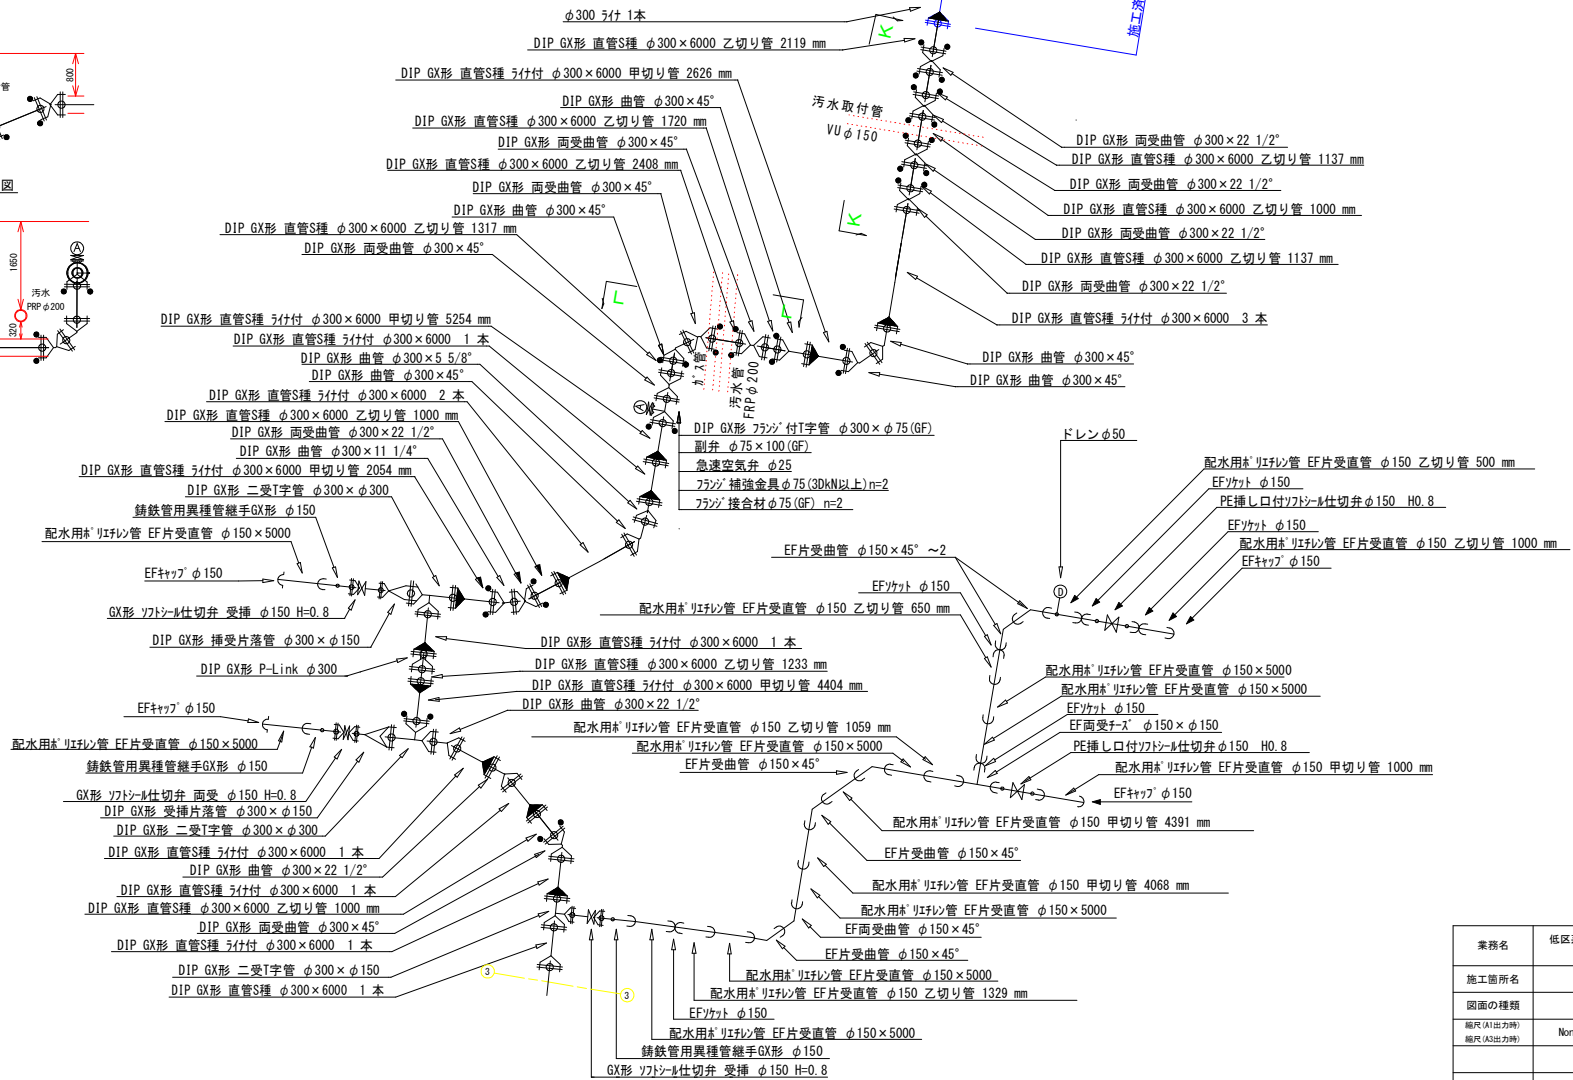 φ300 ﾗｲﾅ 1本
DIP GX形 直管S種 φ300×6000 乙切り管 2119 mm
DIP GX形 直管S種 ﾗｲﾅ付 φ300×6000 甲切り管 2626 mm
DIP GX形 曲管 φ300×45°
DIP GX形 直管S種 φ300×6000 乙切り管 1720 mm
DIP GX形 両受曲管 φ300×45°
DIP GX形 直管S種 φ300×6000 乙切り管 2408 mm
DIP GX形 両受曲管 φ300×45°
DIP GX形 曲管 φ300×45°
DIP GX形 直管S種 φ300×6000 乙切り管 1317 mm
DIP GX形 両受曲管 φ300×45°
DIP GX形 直管S種 ﾗｲﾅ付 φ300×6000 甲切り管 5254 mm
DIP GX形 直管S種 ﾗｲﾅ付 φ300×6000 1 本
DIP GX形 曲管 φ300×5 5/8°
DIP GX形 曲管 φ300×45°
DIP GX形 直管S種 ﾗｲﾅ付 φ300×6000 2 本
DIP GX形 直管S種 φ300×6000 乙切り管 1000 mm
DIP GX形 両受曲管 φ300×22 1/2°
DIP GX形 曲管 φ300×11 1/4°
DIP GX形 直管S種 ﾗｲﾅ付 φ300×6000 甲切り管 2054 mm
DIP GX形 二受T字管 φ300×φ300
鋳鉄管用異種管継手GX形 φ150
配水用ﾎﾟﾘｴﾁﾚﾝ管 EF片受直管 φ150×5000
EFｷｬｯﾌﾟ φ150
GX形 ｿﾌﾄｼｰﾙ仕切弁 受挿 φ150 H=0.8
DIP GX形 挿受片落管 φ300×φ150
DIP GX形 P-Link φ300
DIP GX形 直管S種 ﾗｲﾅ付 φ300×6000 1 本
DIP GX形 直管S種 φ300×6000 乙切り管 1233 mm
DIP GX形 直管S種 ﾗｲﾅ付 φ300×6000 甲切り管 4404 mm
DIP GX形 曲管 φ300×22 1/2°
EFｷｬｯﾌﾟ φ150
配水用ﾎﾟﾘｴﾁﾚﾝ管 EF片受直管 φ150×5000
鋳鉄管用異種管継手GX形 φ150
GX形 ｿﾌﾄｼｰﾙ仕切弁 両受 φ150 H=0.8
DIP GX形 受挿片落管 φ300×φ150
DIP GX形 二受T字管 φ300×φ300
DIP GX形 直管S種 ﾗｲﾅ付 φ300×6000 1 本
DIP GX形 曲管 φ300×22 1/2°
DIP GX形 直管S種 ﾗｲﾅ付 φ300×6000 1 本
DIP GX形 直管S種 φ300×6000 乙切り管 1000 mm
DIP GX形 両受曲管 φ300×45°
DIP GX形 直管S種 ﾗｲﾅ付 φ300×6000 1 本
DIP GX形 二受T字管 φ300×φ150
DIP GX形 直管S種 φ300×6000 1 本
3
3
汚水取付管
VUφ150
K
K
L
L
施工済
DIP GX形 両受曲管 φ300×22 1/2°
DIP GX形 直管S種 φ300×6000 乙切り管 1137 mm
DIP GX形 両受曲管 φ300×22 1/2°
DIP GX形 直管S種 φ300×6000 乙切り管 1000 mm
DIP GX形 両受曲管 φ300×22 1/2°
DIP GX形 直管S種 φ300×6000 乙切り管 1137 mm
DIP GX形 両受曲管 φ300×22 1/2°
DIP GX形 直管S種 ﾗｲﾅ付 φ300×6000 3 本
DIP GX形 曲管 φ300×45°
DIP GX形 曲管 φ300×45°
ｶﾞｽ管
汚水管
FRPφ200
A
DIP GX形 ﾌﾗﾝｼﾞ付T字管 φ300×φ75(GF)
副弁 φ75×100(GF)
急速空気弁 φ25
ﾌﾗﾝｼﾞ補強金具φ75(3DkN以上)n=2
ﾌﾗﾝｼﾞ接合材φ75(GF) n=2
ドレンφ50
D
配水用ﾎﾟﾘｴﾁﾚﾝ管 EF片受直管 φ150 乙切り管 500 mm
EFｿｹｯﾄ φ150
PE挿し口付ｿﾌﾄｼｰﾙ仕切弁φ150 H0.8
EFｿｹｯﾄ φ150
配水用ﾎﾟﾘｴﾁﾚﾝ管 EF片受直管 φ150 乙切り管 1000 mm
EFｷｬｯﾌﾟ φ150
EF片受曲管 φ150×45° ～2
EFｿｹｯﾄ φ150
配水用ﾎﾟﾘｴﾁﾚﾝ管 EF片受直管 φ150 乙切り管 650 mm
配水用ﾎﾟﾘｴﾁﾚﾝ管 EF片受直管 φ150×5000
配水用ﾎﾟﾘｴﾁﾚﾝ管 EF片受直管 φ150×5000
EFｿｹｯﾄ φ150
EF両受ﾁｰｽﾞ φ150×φ150
PE挿し口付ｿﾌﾄｼｰﾙ仕切弁φ150 H0.8
配水用ﾎﾟﾘｴﾁﾚﾝ管 EF片受直管 φ150 甲切り管 1000 mm
EFｷｬｯﾌﾟ φ150
配水用ﾎﾟﾘｴﾁﾚﾝ管 EF片受直管 φ150 乙切り管 1059 mm
配水用ﾎﾟﾘｴﾁﾚﾝ管 EF片受直管 φ150×5000
EF片受曲管 φ150×45°
配水用ﾎﾟﾘｴﾁﾚﾝ管 EF片受直管 φ150 甲切り管 4391 mm
EF片受曲管 φ150×45°
配水用ﾎﾟﾘｴﾁﾚﾝ管 EF片受直管 φ150 甲切り管 4068 mm
配水用ﾎﾟﾘｴﾁﾚﾝ管 EF片受直管 φ150×5000
EF両受曲管 φ150×45°
EF片受曲管 φ150×45°
配水用ﾎﾟﾘｴﾁﾚﾝ管 EF片受直管 φ150×5000
配水用ﾎﾟﾘｴﾁﾚﾝ管 EF片受直管 φ150 乙切り管 1329 mm
EFｿｹｯﾄ φ150
配水用ﾎﾟﾘｴﾁﾚﾝ管 EF片受直管 φ150×5000
鋳鉄管用異種管継手GX形 φ150
GX形 ｿﾌﾄｼｰﾙ仕切弁 受挿 φ150 H=0.8
800
管
図
1650
320
A
汚水
PRPφ200
業務名
低区
施工箇所名
図面の種類
縮尺(A1出力時)
縮尺(A3出力時)
Non